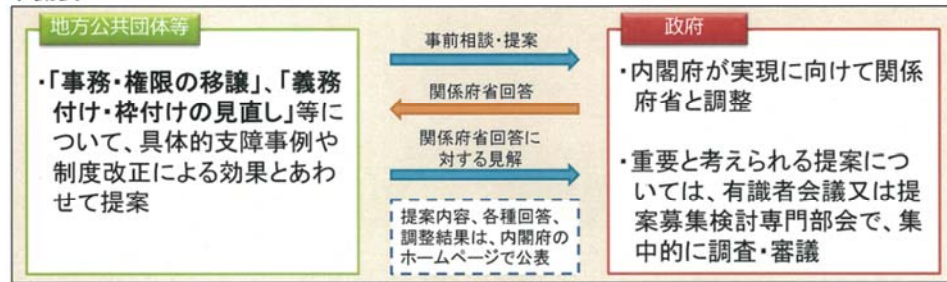 地方公共団体等
・「事務・権限の移譲」、「義務
付け・枠付けの見直し」等に
ついて、具体的支障事例や
制度改正による効果とあわ
せて提案
事前相談・提案
関係府省回答
関係府省回答に
対する見解
提案内容、各種回答、
調整結果は、内閣府の
ホームページで公表
政府
・内閣府が実現に向けて関係
府省と調整
・重要と考えられる提案につ
いては、有識者会議又は提
案募集検討専門部会で、集
中的に調査・審議